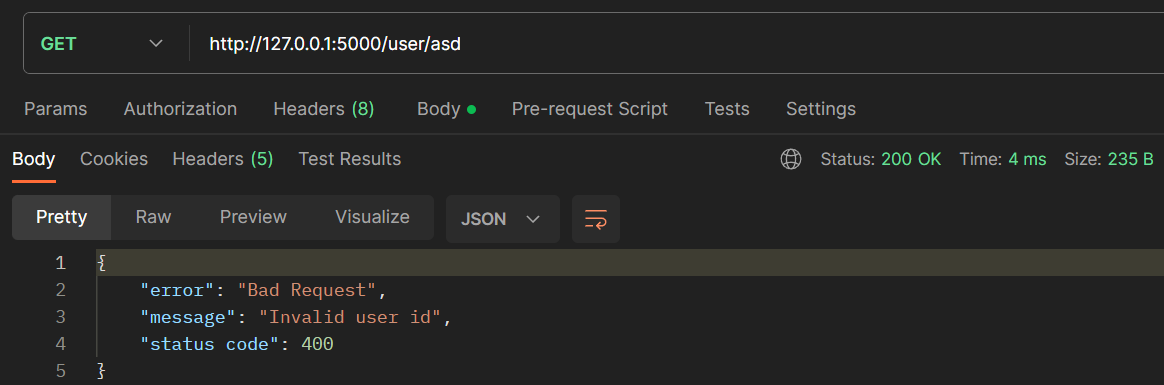 GET http://127.0.0.1:5000/user/asd
Params Authorization Headers (8) Body Pre-request Script Tests Settings
Body Cookies Headers (5) Test Results Status: 200 OK Time: 4 ms Size: 235 B
Pretty Raw Preview Visualize JSON
1 {
2 "error": "Bad Request",
3 "message": "Invalid user id",
4 "status code": 400
5 }